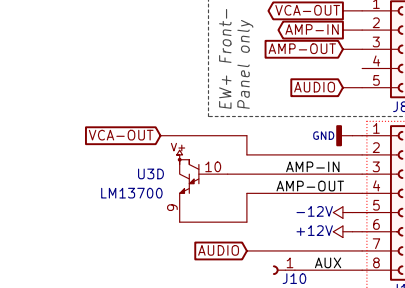 VCA-OUT 1
AMP-IN 2
AMP-OUT 3
4
AUDIO 5
EW+ Front-
Panel only
J8
VCA-OUT
GND 1
2
V+
U3D
LM13700
10
9
AMP-IN 3
AMP-OUT 4
-12V 5
+12V 6
AUDIO 7
1 AUX 8
J10